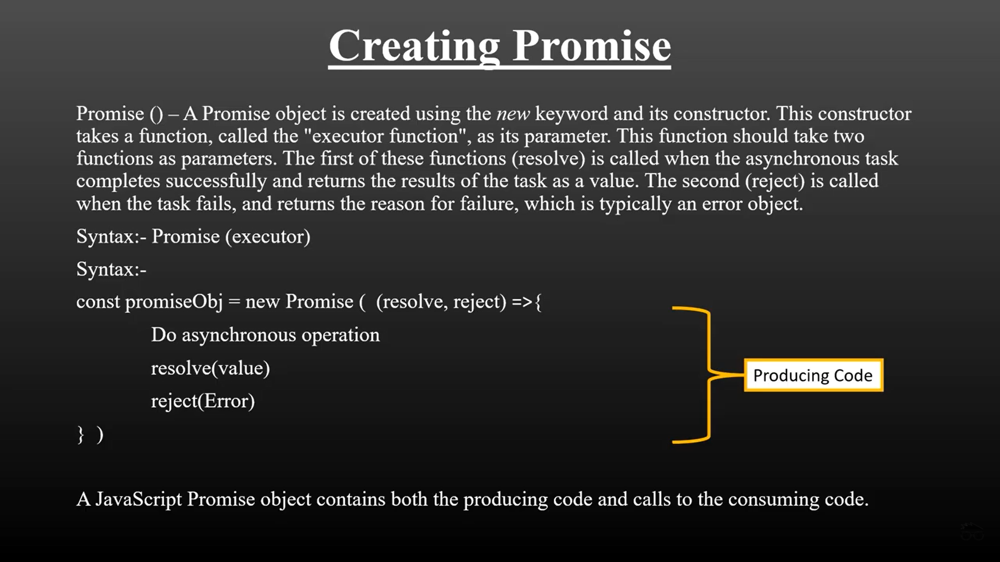 Creating Promise
Promise () – A Promise object is created using the new keyword and its constructor. This constructor
takes a function, called the "executor function", as its parameter. This function should take two
functions as parameters. The first of these functions (resolve) is called when the asynchronous task
completes successfully and returns the results of the task as a value. The second (reject) is called
when the task fails, and returns the reason for failure, which is typically an error object.
Syntax:- Promise (executor)
Syntax:-
const promiseObj = new Promise (  (resolve, reject) =>{
Do asynchronous operation
resolve(value)
reject(Error)
}  )
Producing Code
A JavaScript Promise object contains both the producing code and calls to the consuming code.